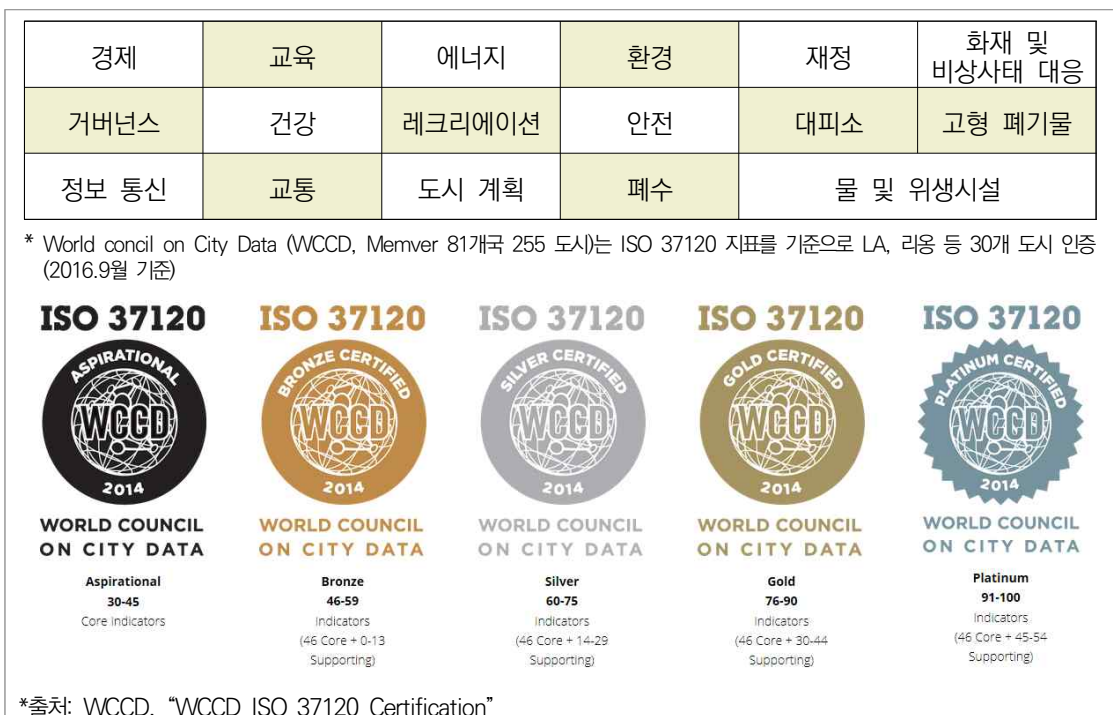 경제 교육 에너지 환경 재정 화재 및 비상사태 대응
거버넌스 건강 레크리에이션 안전 대피소 고형 폐기물
정보 통신 교통 도시 계획 폐수 물 및 위생시설
* World concil on City Data (WCCD, Memver 81개국 255 도시)는 ISO 37120 지표를 기준으로 LA, 리옹 등 30개 도시 인증
(2016.9월 기준)
ISO 37120 ISO 37120 ISO 37120 ISO 37120 ISO 37120
ASPIRATIONAL BRONZE CERTIFIED SILVER CERTIFIED GOLD CERTIFIED PLATINUM CERTIFIED
WCCD WCCD WCCD WCCD WCCD
2014 2014 2014 2014 2014
WORLD COUNCIL WORLD COUNCIL WORLD COUNCIL WORLD COUNCIL WORLD COUNCIL
ON CITY DATA ON CITY DATA ON CITY DATA ON CITY DATA ON CITY DATA
Aspirational Bronze Silver Gold Platinum
30-45 46-59 60-75 76-90 91-100
Core Indicators Indicators Indicators Indicators Indicators
(46 Core + 0-13 (46 Core + 14-29 (46 Core + 30-44 (46 Core + 45-54
Supporting) Supporting) Supporting) Supporting)
*출처: WCCD, “WCCD ISO 37120 Certification”